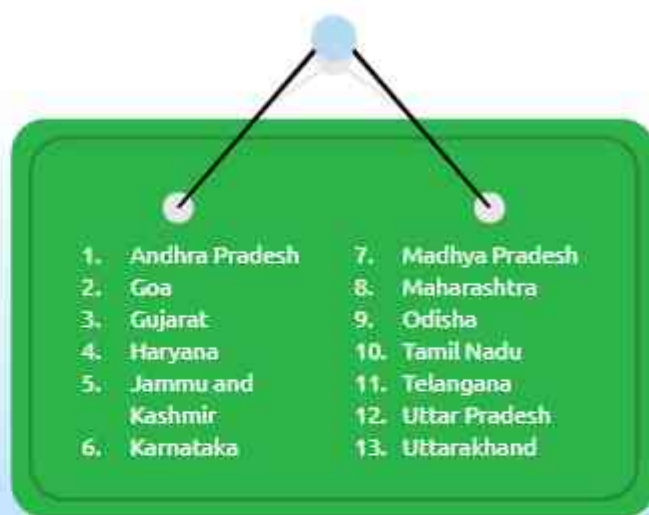 1. Andhra Pradesh
2. Goa
3. Gujarat
4. Haryana
5. Jammu and
Kashmir
6. Karnataka
7. Madhya Pradesh
8. Maharashtra
9. Odisha
10. Tamil Nadu
11. Telangana
12. Uttar Pradesh
13. Uttarakhand